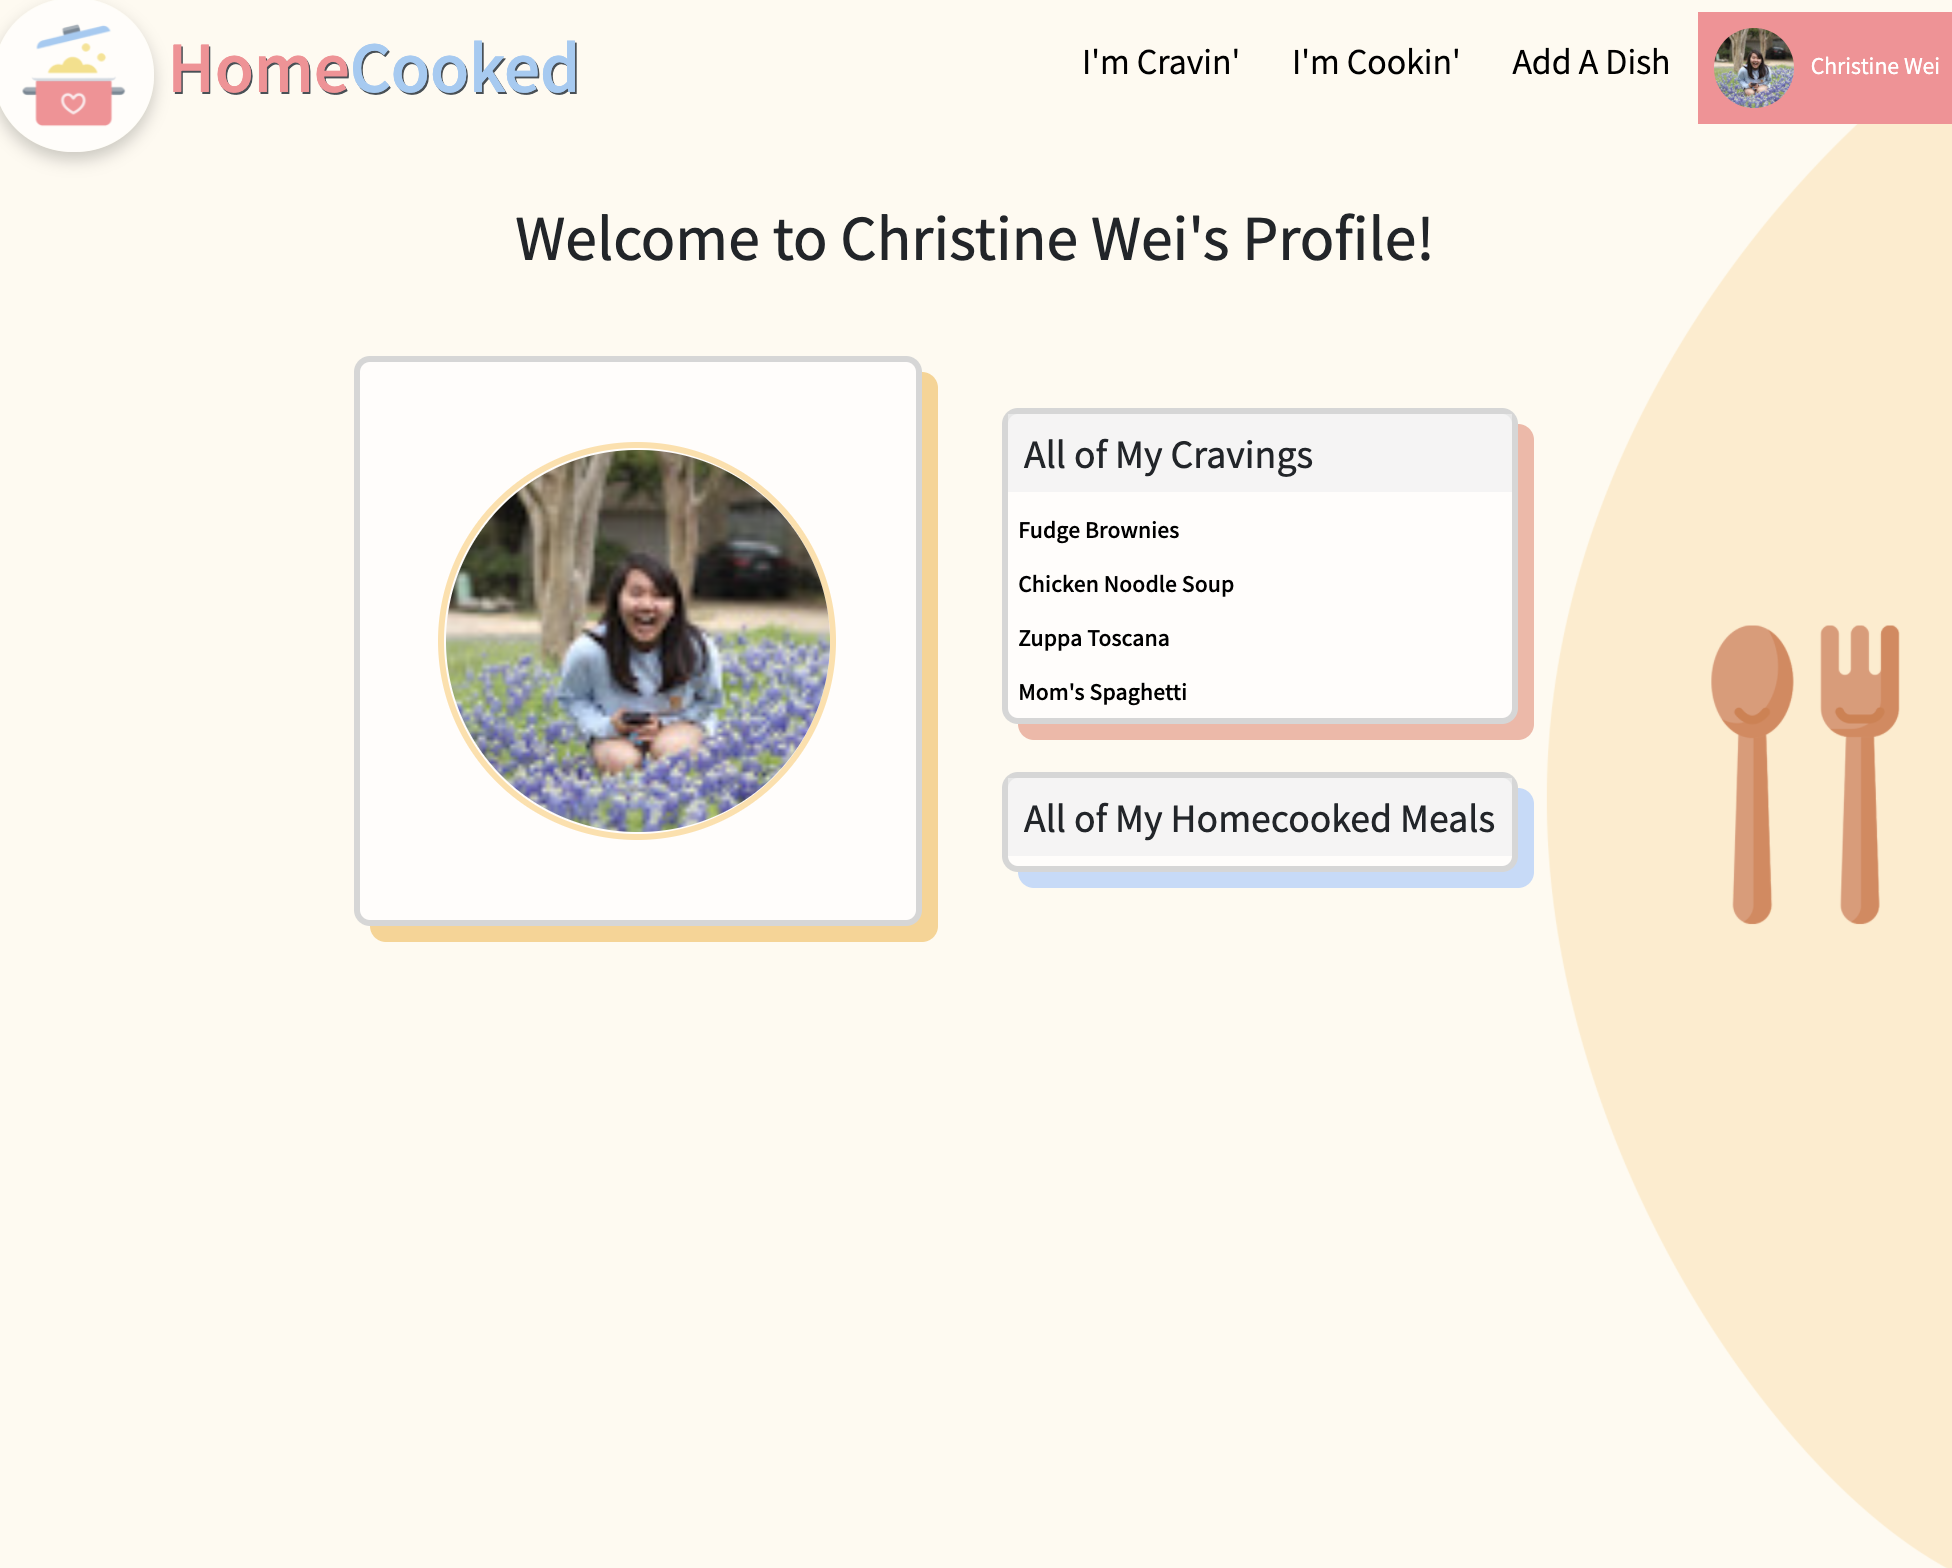 HomeCooked
I'm Cravin' I'm Cookin' Add A Dish Christine Wei
Welcome to Christine Wei's Profile!
All of My Cravings
Fudge Brownies
Chicken Noodle Soup
Zuppa Toscana
Mom's Spaghetti
All of My Homecooked Meals